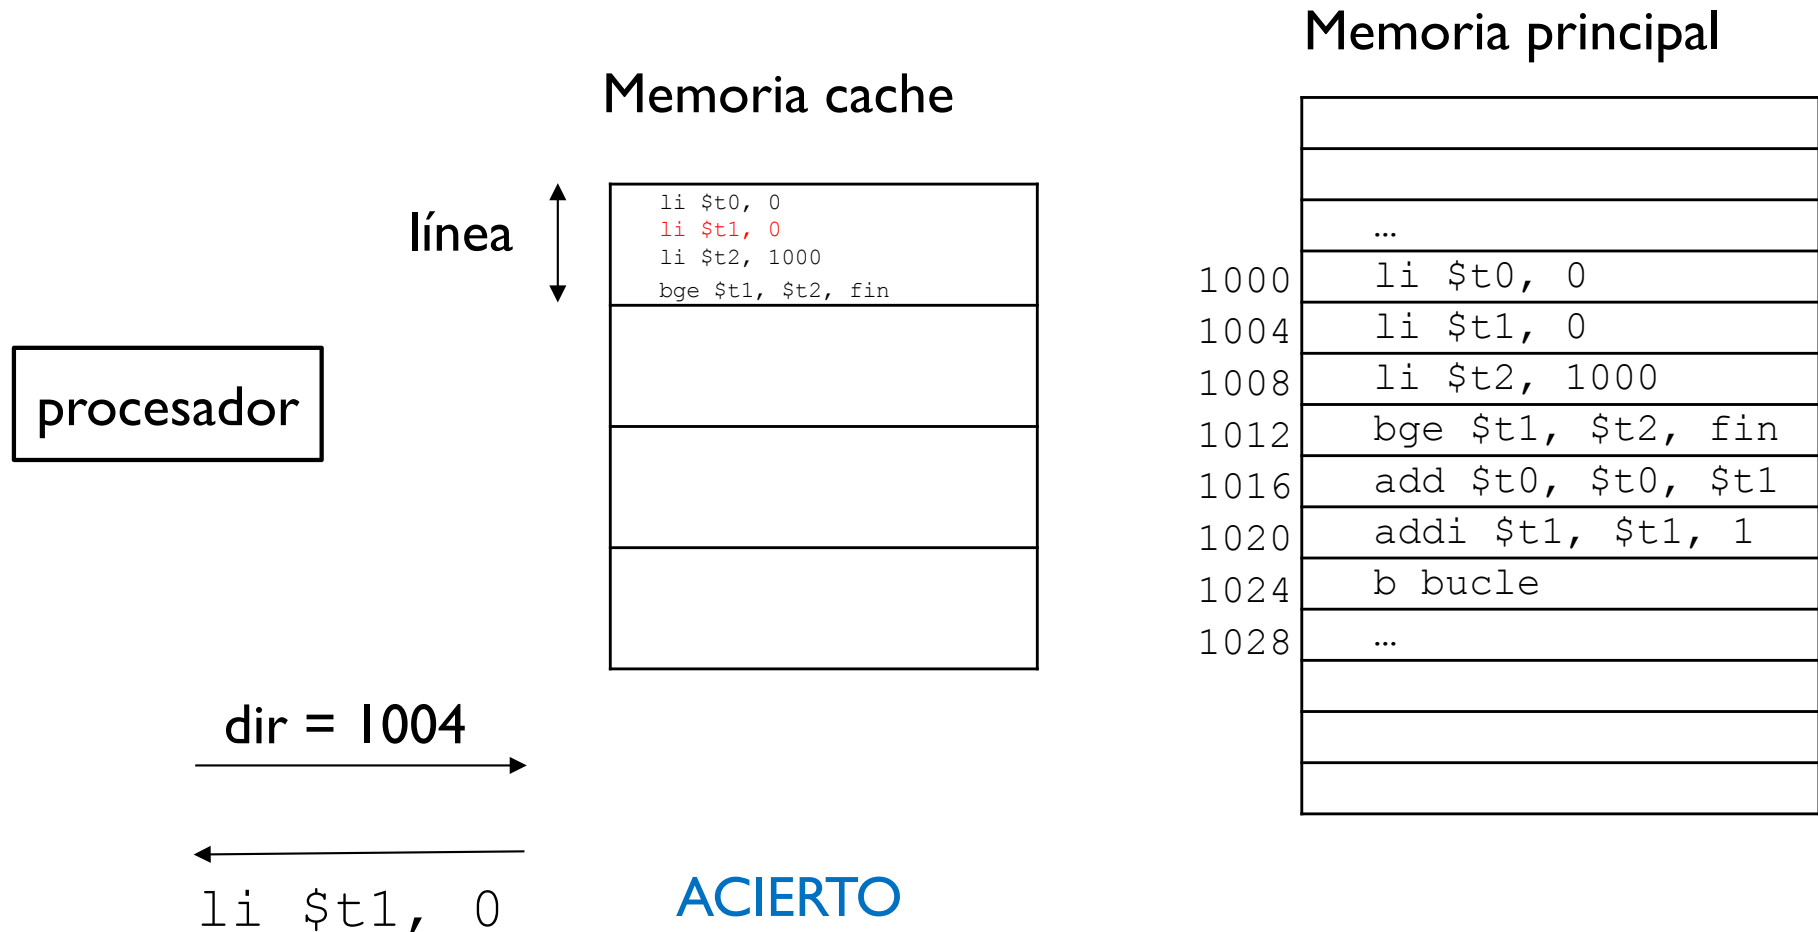 Memoria principal
Memoria cache
línea
li $t0, 0
li $t1, 0
li $t2, 1000
bge $t1, $t2, fin
procesador
…
1000 li $t0, 0
1004 li $t1, 0
1008 li $t2, 1000
1012 bge $t1, $t2, fin
1016 add $t0, $t0, $t1
1020 addi $t1, $t1, 1
1024 b bucle
1028 …
dir = 1004
li $t1, 0
ACIERTO